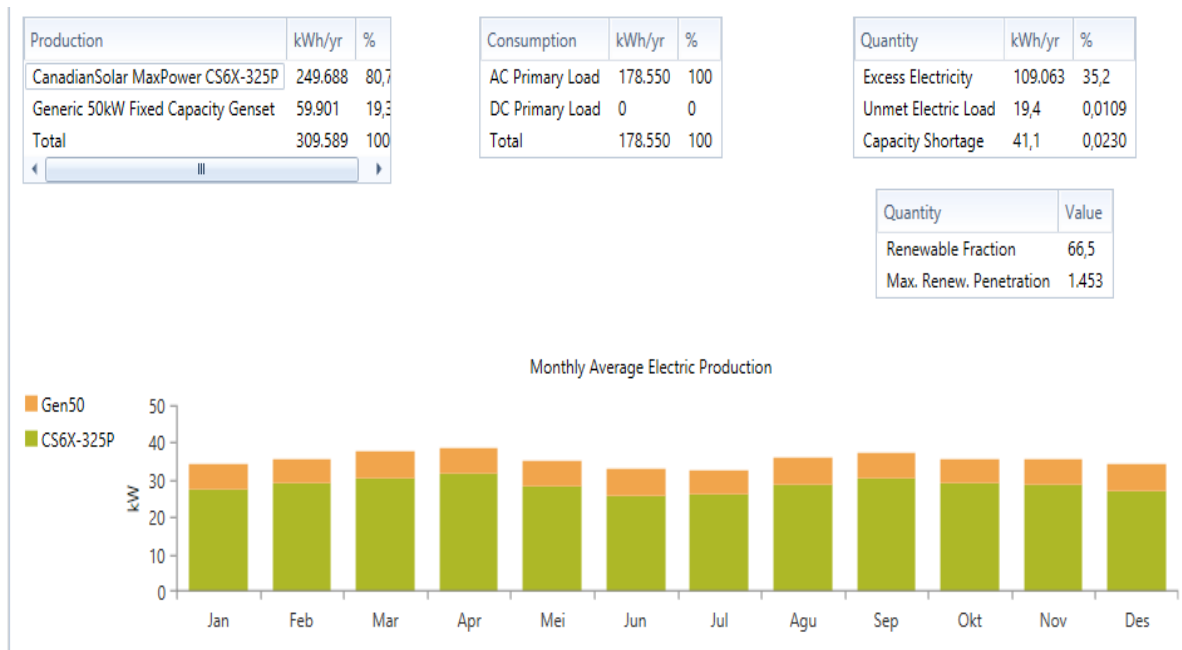 Production kWh/yr %
CanadianSolar MaxPower CS6X-325P 249.688 80,7
Generic 50kW Fixed Capacity Genset 59.901 19,3
Total 309.589 100
Consumption kWh/yr %
AC Primary Load 178.550 100
DC Primary Load 0 0
Total 178.550 100
Quantity kWh/yr %
Excess Electricity 109.063 35,2
Unmet Electric Load 19,4 0,0109
Capacity Shortage 41,1 0,0230
Quantity Value
Renewable Fraction 66,5
Max. Renew. Penetration 1.453
Monthly Average Electric Production
Gen50
CS6X-325P
kW
50
40
30
20
10
0
Jan Feb Mar Apr Mei Jun Jul Agu Sep Okt Nov Des